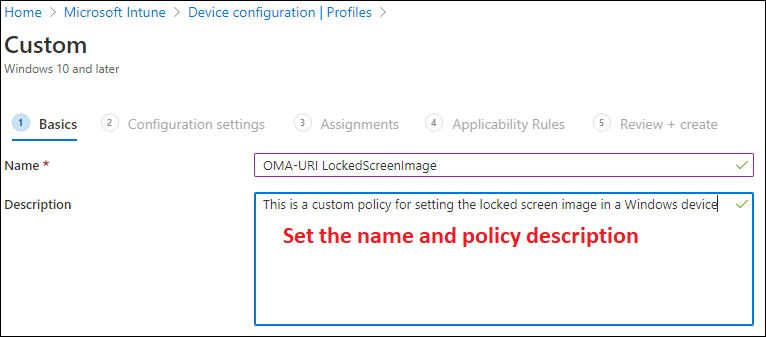 Home > Microsoft Intune > Device configuration | Profiles >
Custom
Windows 10 and later
1 Basics 2 Configuration settings 3 Assignments 4 Applicability Rules 5 Review + create
Name * OMA-URI LockedScreenImage
Description This is a custom policy for setting the locked screen image in a Windows device
Set the name and policy description